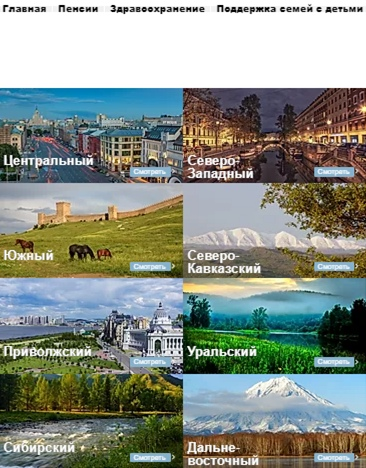 Главная Пенсии Здравоохранение Поддержка семей с детьми
Центральный
Смотреть
Северо-
Западный
Смотреть
Южный
Смотреть
Северо-
Кавказский
Смотреть
Приволжский
Смотреть
Уральский
Смотреть
Сибирский
Смотреть
Дальне-
восточный
Смотреть